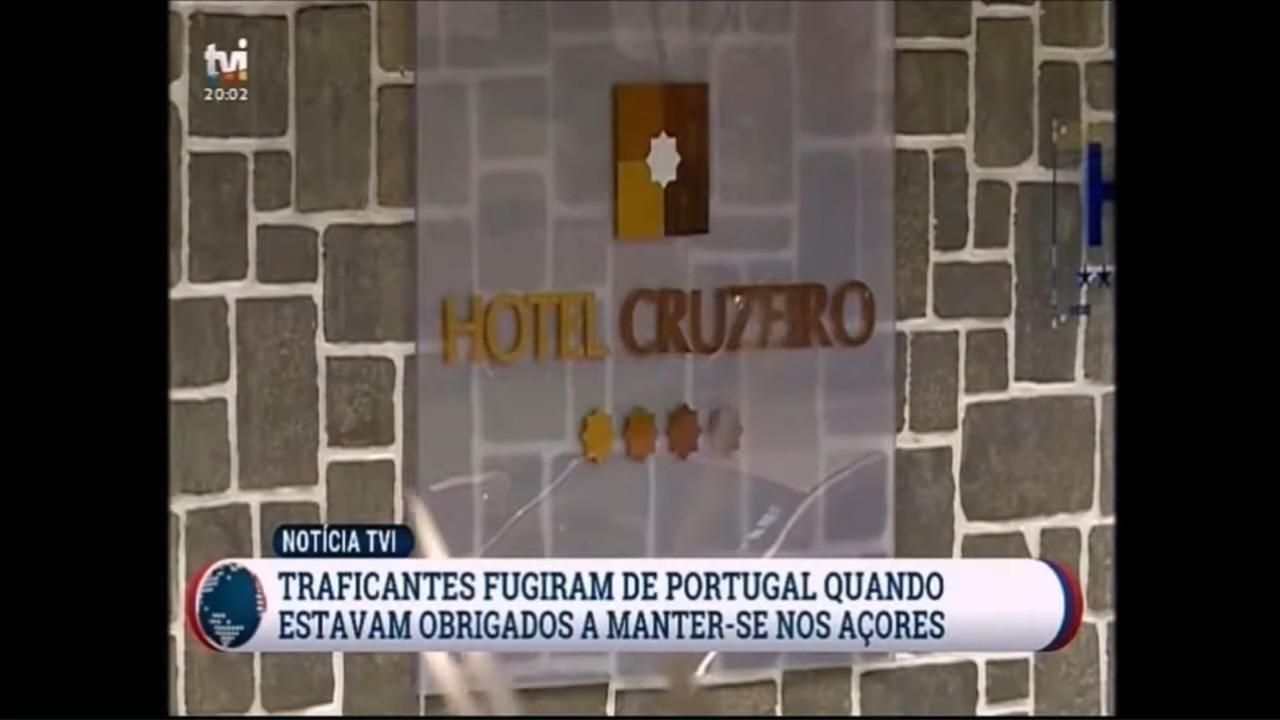 tvi
20:02
HOTEL CRUZEIRO
H
**
NOTÍCIA TVI
TRAFICANTES FUGIRAM DE PORTUGAL QUANDO
ESTAVAM OBRIGADOS A MANTER-SE NOS AÇORES